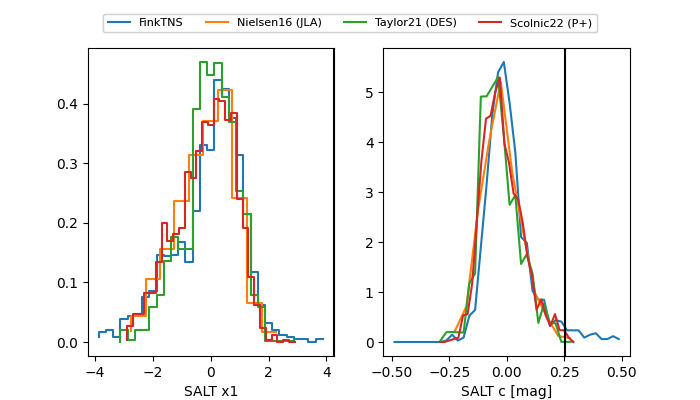 FinkTNS Nielsen16 (JLA) Taylor21 (DES) Scolnic22 (P+)
0.4
0.3
0.2
0.1
0.0
−4 −2 0 2 4
SALT x1
5
4
3
2
1
0
−0.50 −0.25 0.00 0.25 0.50
SALT c [mag]